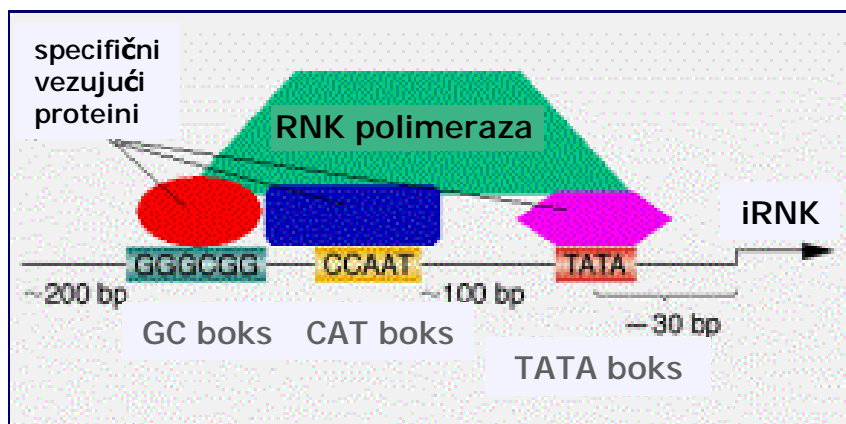 specifični
vezujući
proteini
RNK polimeraza
iRNK
GGGCGG CCAAT TATA
~200 bp ~100 bp
~30 bp
GC boks CAT boks
TATA boks